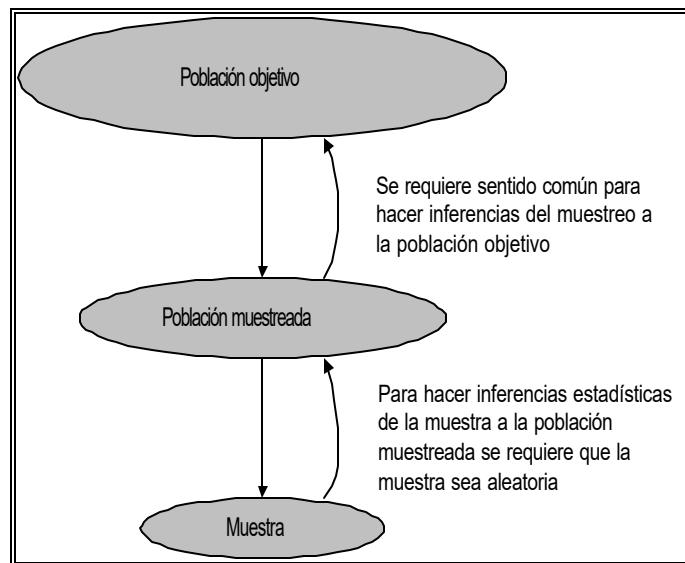 Población objetivo
Se requiere sentido común para
hacer inferencias del muestreo a
la población objetivo
Población muestreada
Para hacer inferencias estadísticas
de la muestra a la población
muestreada se requiere que la
muestra sea aleatoria
Muestra